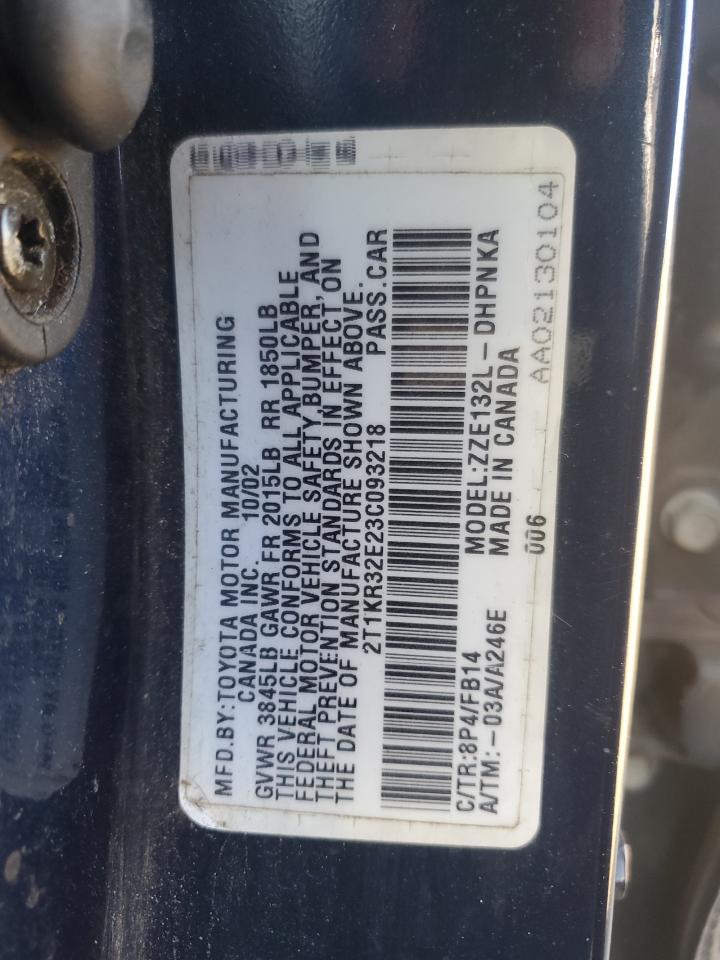 MFD.BY:TOYOTA MOTOR MANUFACTURING
CANADA INC. 10/02
GVWR 3845LB GAWR FR 2015LB RR 1850LB
THIS VEHICLE CONFORMS TO ALL APPLICABLE
FEDERAL MOTOR VEHICLE SAFETY, BUMPER, AND
THEFT PREVENTION STANDARDS IN EFFECT ON
THE DATE OF MANUFACTURE SHOWN ABOVE.
2T1KR32E23C093218 PASS.CAR
C/TR:8P4/FB14 MODEL:ZZE132L-DHPNKA
A/TM:-03A/A246E MADE IN CANADA
006 AA02130104